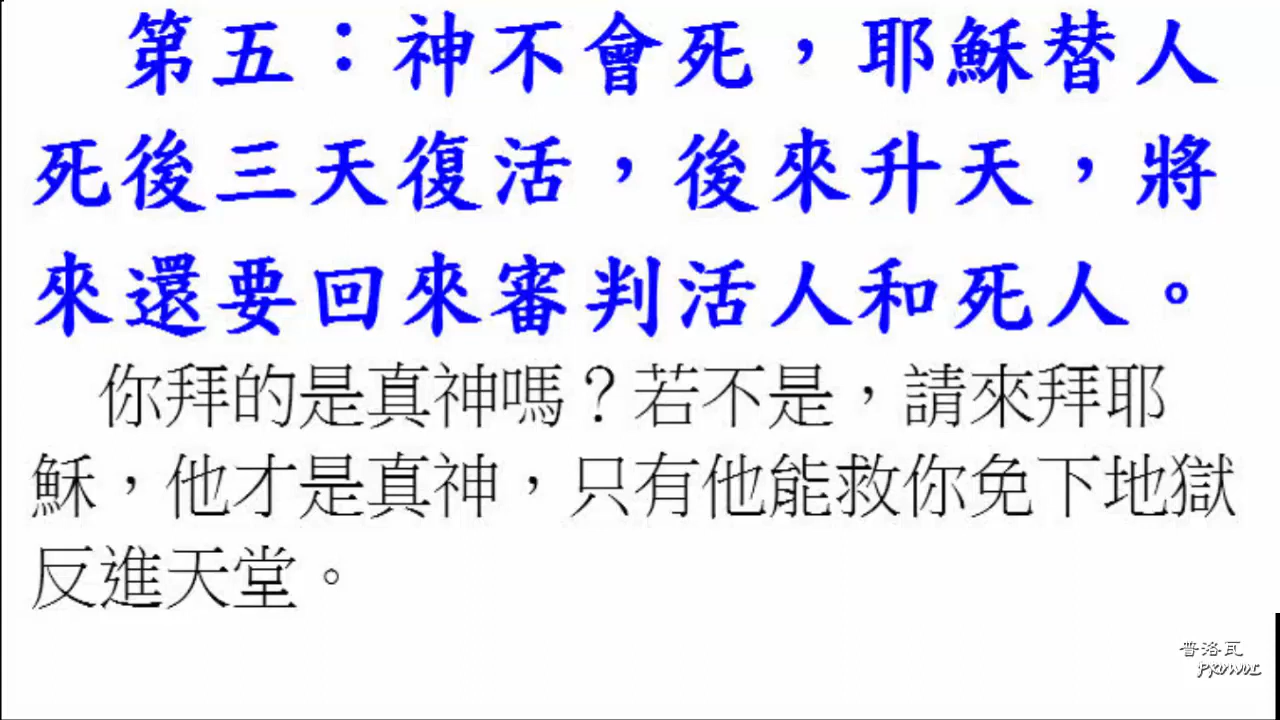 第五：神不會死，耶穌替人
死後三天復活，後來升天，將
來還要回來審判活人和死人。
你拜的是真神嗎？若不是，請來拜耶
穌，他才是真神，只有他能救你免下地獄
反進天堂。
普洛瓦